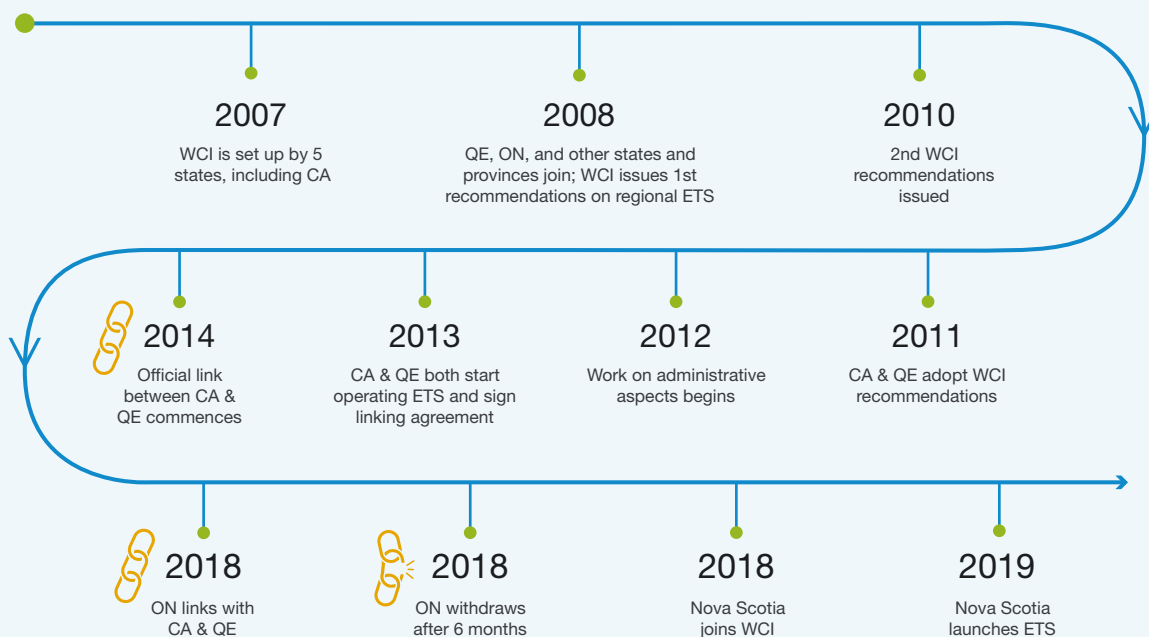 2007
WCI is set up by 5
states, including CA
2008
QE, ON, and other states and
provinces join; WCI issues 1st
recommendations on regional ETS
2010
2nd WCI
recommendations
issued
2011
CA & QE adopt WCI
recommendations
2012
Work on administrative
aspects begins
2013
CA & QE both start
operating ETS and sign
linking agreement
2014
Official link
between CA &
QE commences
2018
ON links with
CA & QE
2018
ON withdraws
after 6 months
2018
Nova Scotia
joins WCI
2019
Nova Scotia
launches ETS